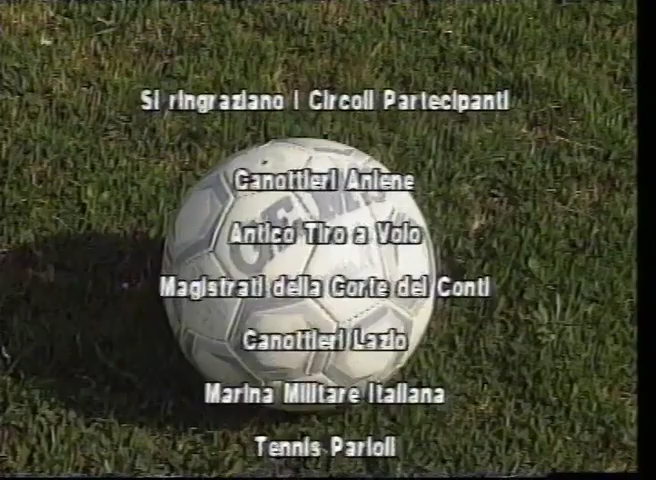 Si ringraziano i Circoli Partecipanti
Canottieri Aniene
Antico Tiro a Volo
Magistrati della Corte dei Conti
Canottieri Lazio
Marina Militare Italiana
Tennis Parioli